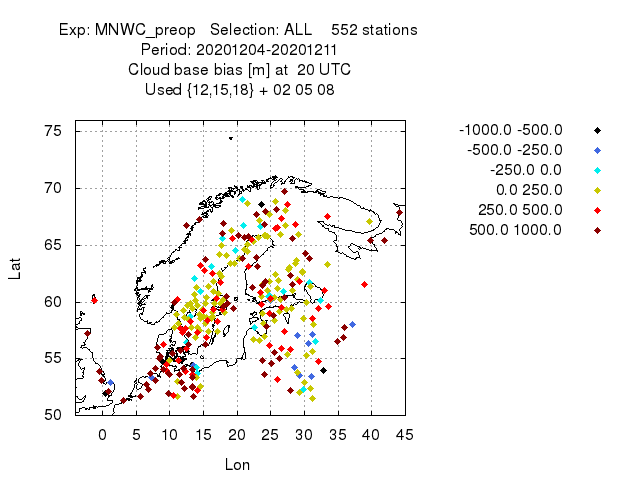 Exp: MNWC_preop   Selection: ALL    552 stations
Period: 20201204-20201211
Cloud base bias [m] at  20 UTC
Used {12,15,18} + 02 05 08
-1000.0 -500.0
-500.0 -250.0
-250.0 0.0
0.0 250.0
250.0 500.0
500.0 1000.0
Lat
75
70
65
60
55
50
0 5 10 15 20 25 30 35 40 45
Lon